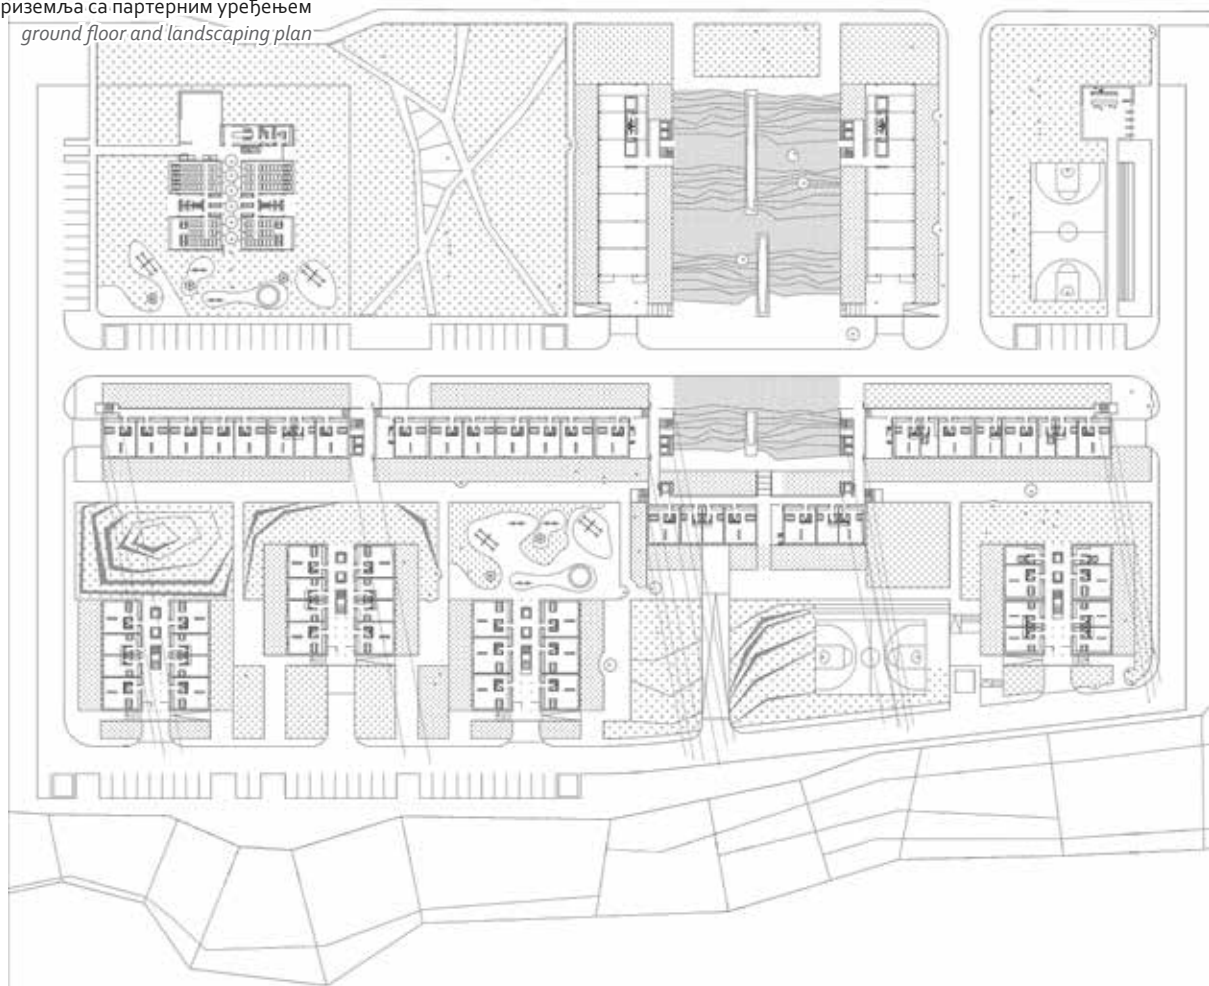 риземља са партерним уређењем
ground floor and landscaping plan